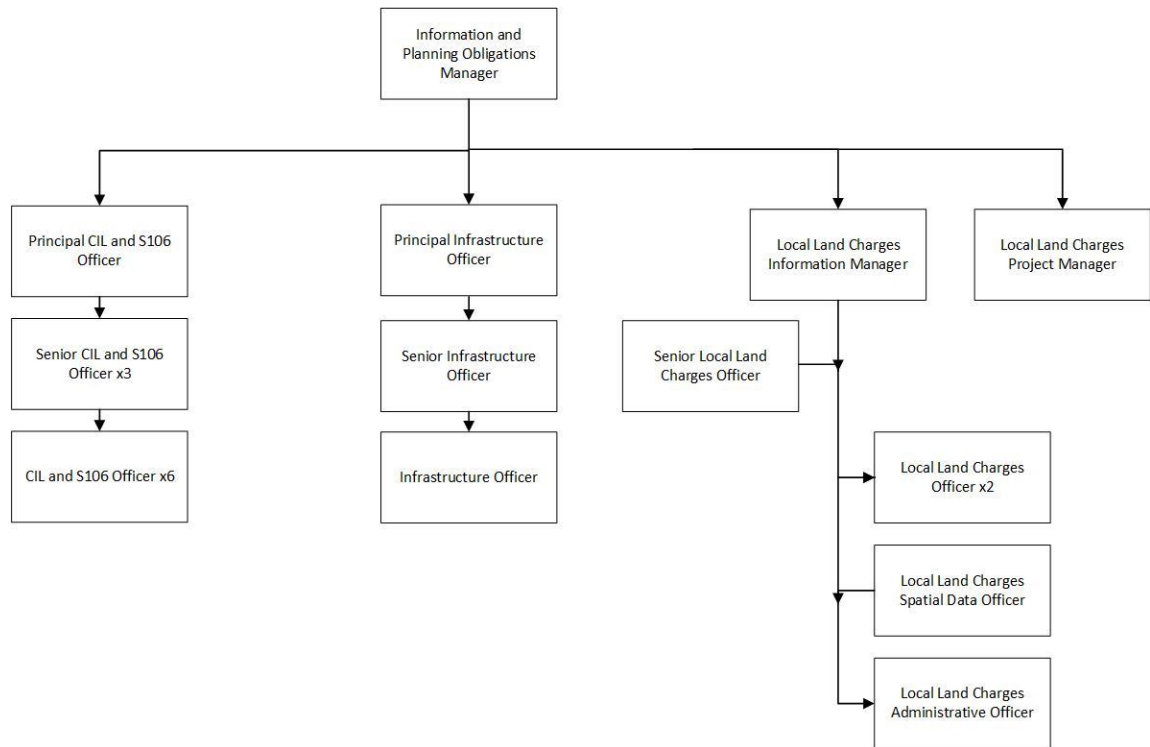 Information and
Planning Obligations
Manager
Principal CIL and S106
Officer
Principal Infrastructure
Officer
Local Land Charges
Information Manager
Local Land Charges
Project Manager
Senior CIL and S106
Officer x3
Senior Infrastructure
Officer
Senior Local Land
Charges Officer
CIL and S106 Officer x6
Infrastructure Officer
Local Land Charges
Officer x2
Local Land Charges
Spatial Data Officer
Local Land Charges
Administrative Officer